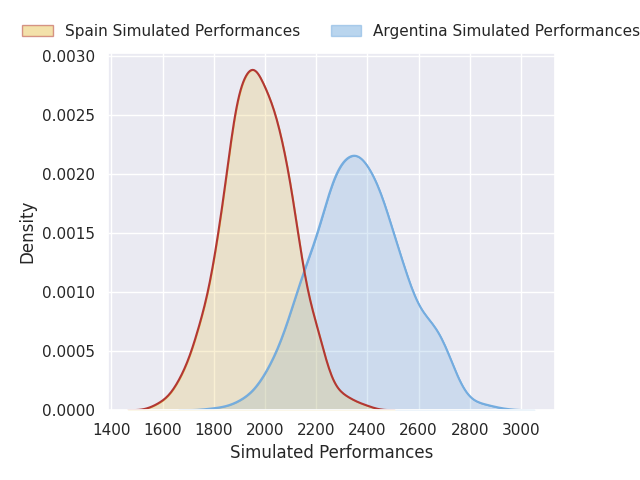 Spain Simulated Performances Argentina Simulated Performances
0.0030
0.0025
0.0020
0.0015
0.0010
0.0005
0.0000
Density
1400 1600 1800 2000 2200 2400 2600 2800 3000
Simulated Performances